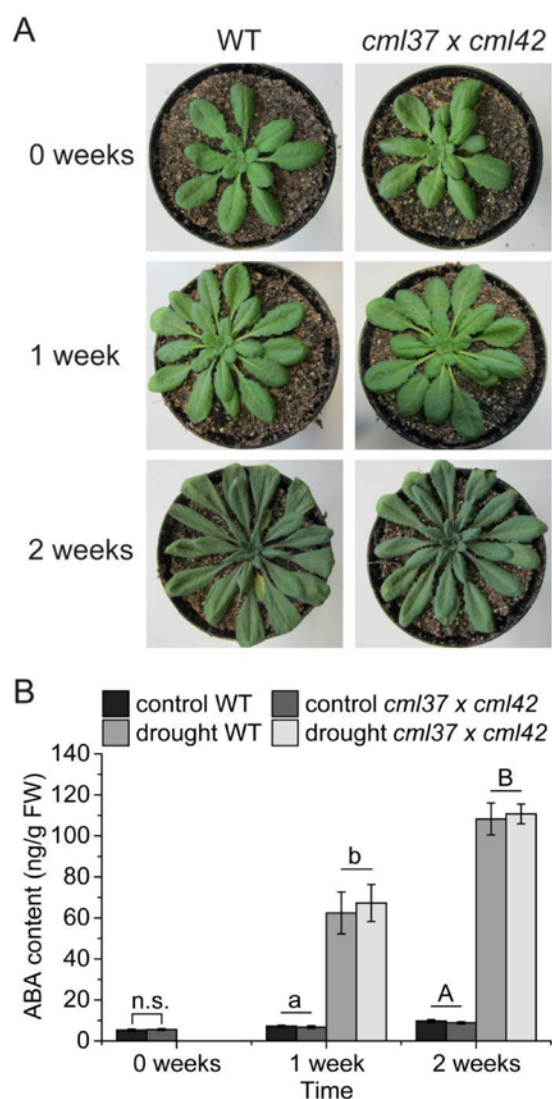 A
WT cml37 x cml42
0 weeks
1 week
2 weeks
B
control WT control cml37 x cml42
drought WT drought cml37 x cml42
140
120
100
80
60
40
20
0
ABA content (ng/g FW)
n.s.
a
b
A
B
0 weeks 1 week 2 weeks
Time